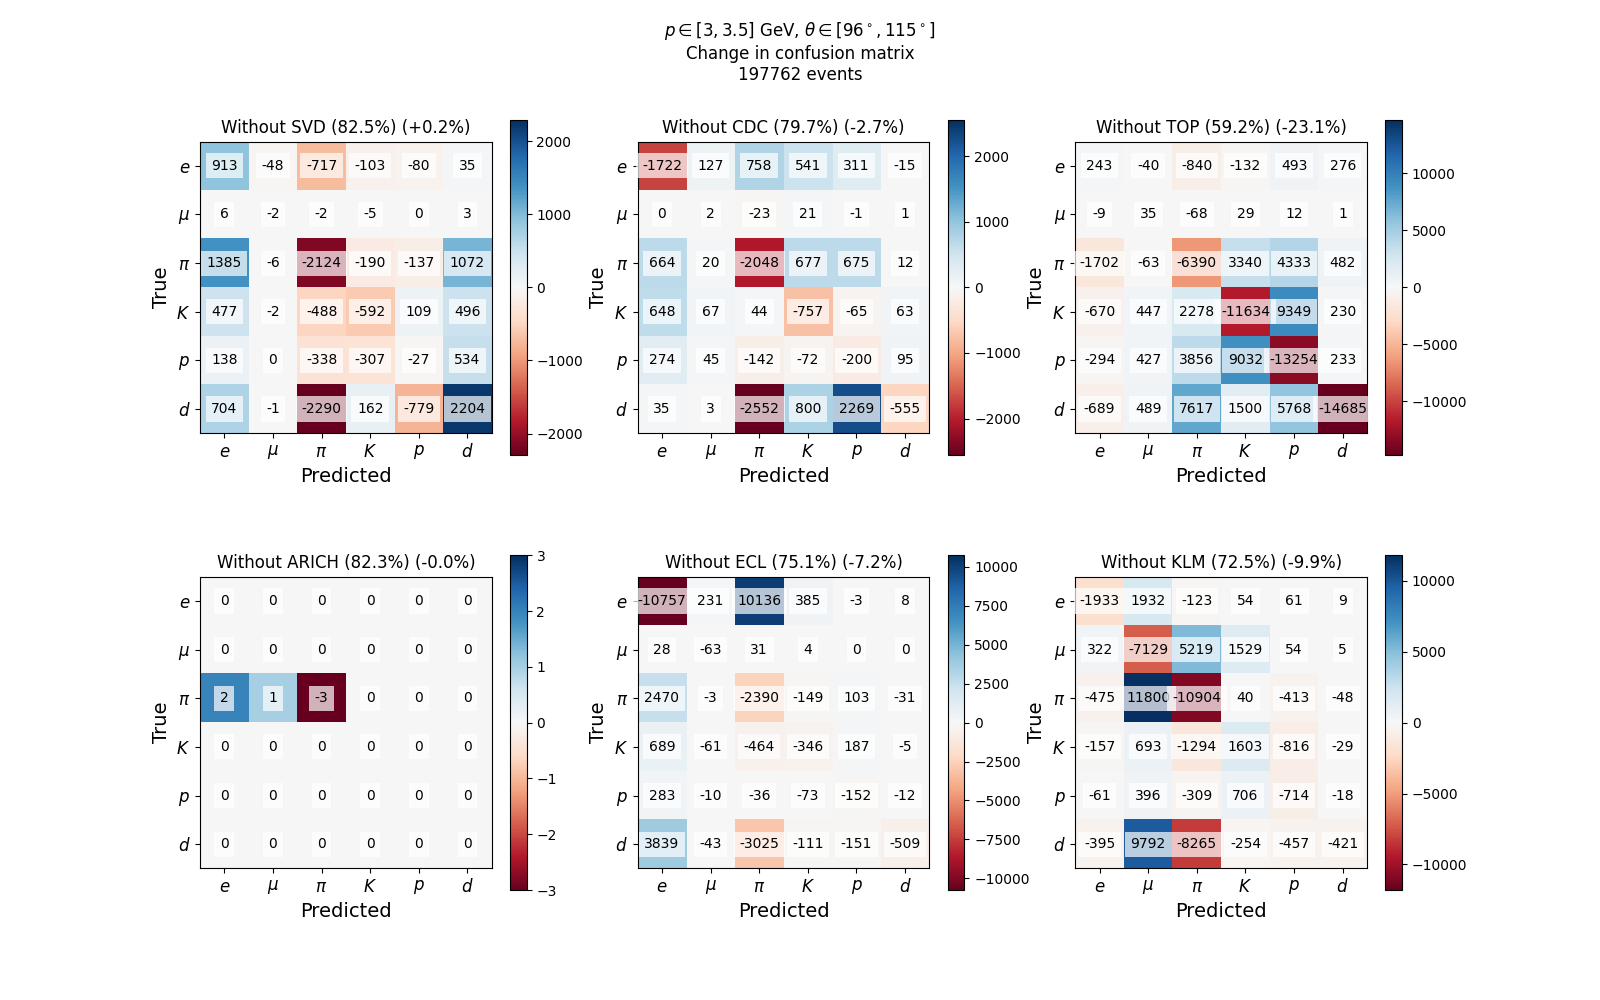 p ∈ [3, 3.5] GeV, θ ∈ [96°, 115°]
Change in confusion matrix
197762 events
Without SVD (82.5%) (+0.2%)
e 913 -48 -717 -103 -80 35
μ 6 -2 -2 -5 0 3
π 1385 -6 -2124 -190 -137 1072
K 477 -2 -488 -592 109 496
p 138 0 -338 -307 -27 534
d 704 -1 -2290 162 -779 2204
e μ π K p d
True
Predicted
2000
1000
0
−1000
−2000
Without CDC (79.7%) (-2.7%)
e -1722 127 758 541 311 -15
μ 0 2 -23 21 -1 1
π 664 20 -2048 677 675 12
K 648 67 44 -757 -65 63
p 274 45 -142 -72 -200 95
d 35 3 -2552 800 2269 -555
e μ π K p d
True
Predicted
2000
1000
0
−1000
−2000
Without TOP (59.2%) (-23.1%)
e 243 -40 -840 -132 493 276
μ -9 35 -68 29 12 1
π -1702 -63 -6390 3340 4333 482
K -670 447 2278 -11634 9349 230
p -294 427 3856 9032 -13254 233
d -689 489 7617 1500 5768 -14685
e μ π K p d
True
Predicted
10000
5000
0
−5000
−10000
Without ARICH (82.3%) (-0.0%)
e 0 0 0 0 0 0
μ 0 0 0 0 0 0
π 2 1 -3 0 0 0
K 0 0 0 0 0 0
p 0 0 0 0 0 0
d 0 0 0 0 0 0
e μ π K p d
True
Predicted
3
2
1
0
−1
−2
−3
Without ECL (75.1%) (-7.2%)
e -10757 231 10136 385 -3 8
μ 28 -63 31 4 0 0
π 2470 -3 -2390 -149 103 -31
K 689 -61 -464 -346 187 -5
p 283 -10 -36 -73 -152 -12
d 3839 -43 -3025 -111 -151 -509
e μ π K p d
True
Predicted
10000
7500
5000
2500
0
−2500
−5000
−7500
−10000
Without KLM (72.5%) (-9.9%)
e -1933 1932 -123 54 61 9
μ 322 -7129 5219 1529 54 5
π -475 11800 -10904 40 -413 -48
K -157 693 -1294 1603 -816 -29
p -61 396 -309 706 -714 -18
d -395 9792 -8265 -254 -457 -421
e μ π K p d
True
Predicted
10000
5000
0
−5000
−10000